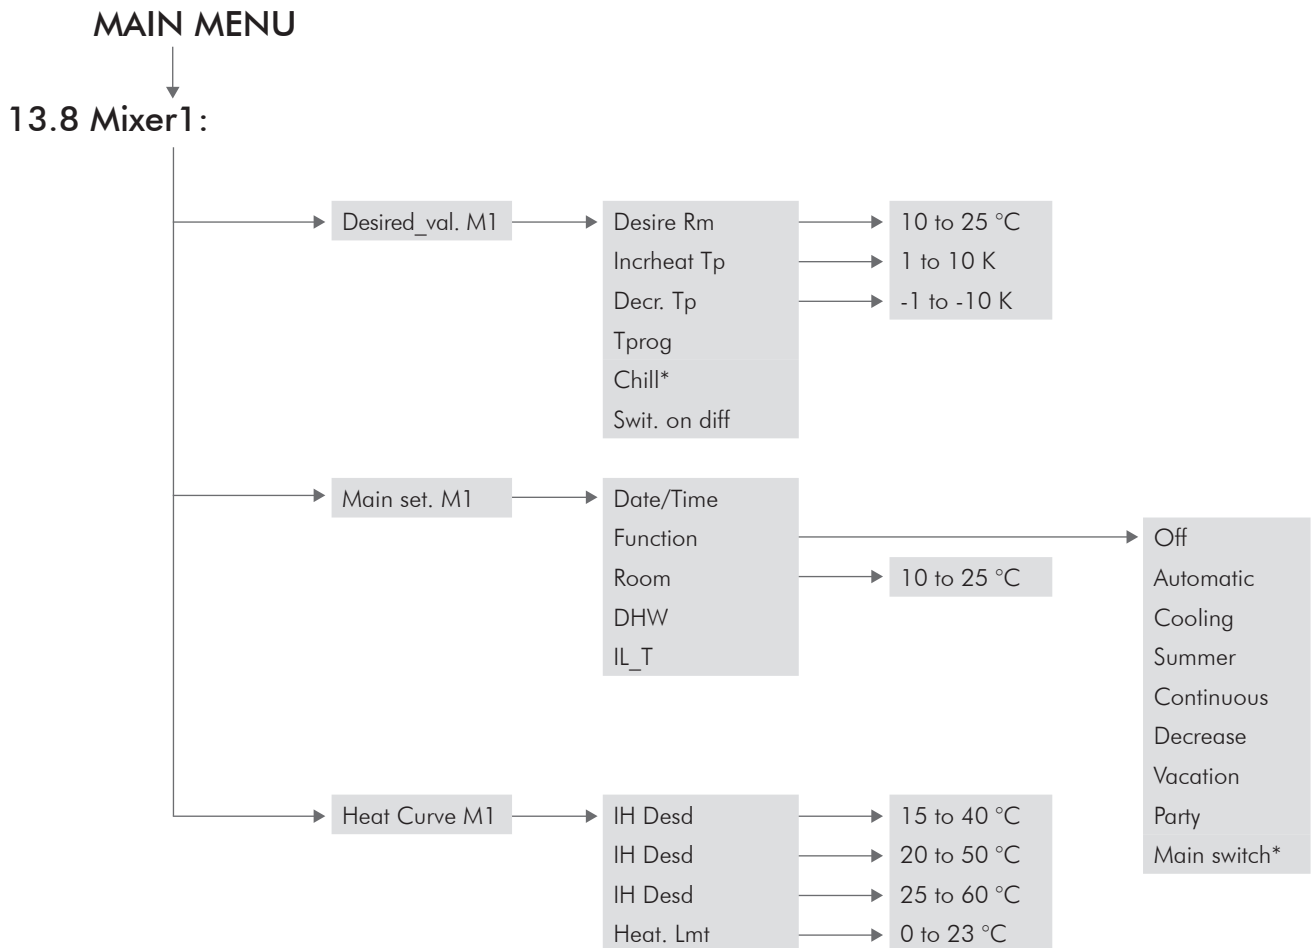 MAIN MENU
13.8 Mixer1:
Desired_val. M1
Desire Rm
10 to 25 °C
Incrheat Tp
1 to 10 K
Decr. Tp
-1 to -10 K
Tprog
Chill*
Swit. on diff
Main set. M1
Date/Time
Function
Room
10 to 25 °C
DHW
IL_T
Off
Automatic
Cooling
Summer
Continuous
Decrease
Vacation
Party
Main switch*
Heat Curve M1
IH Desd
15 to 40 °C
IH Desd
20 to 50 °C
IH Desd
25 to 60 °C
Heat. Lmt
0 to 23 °C